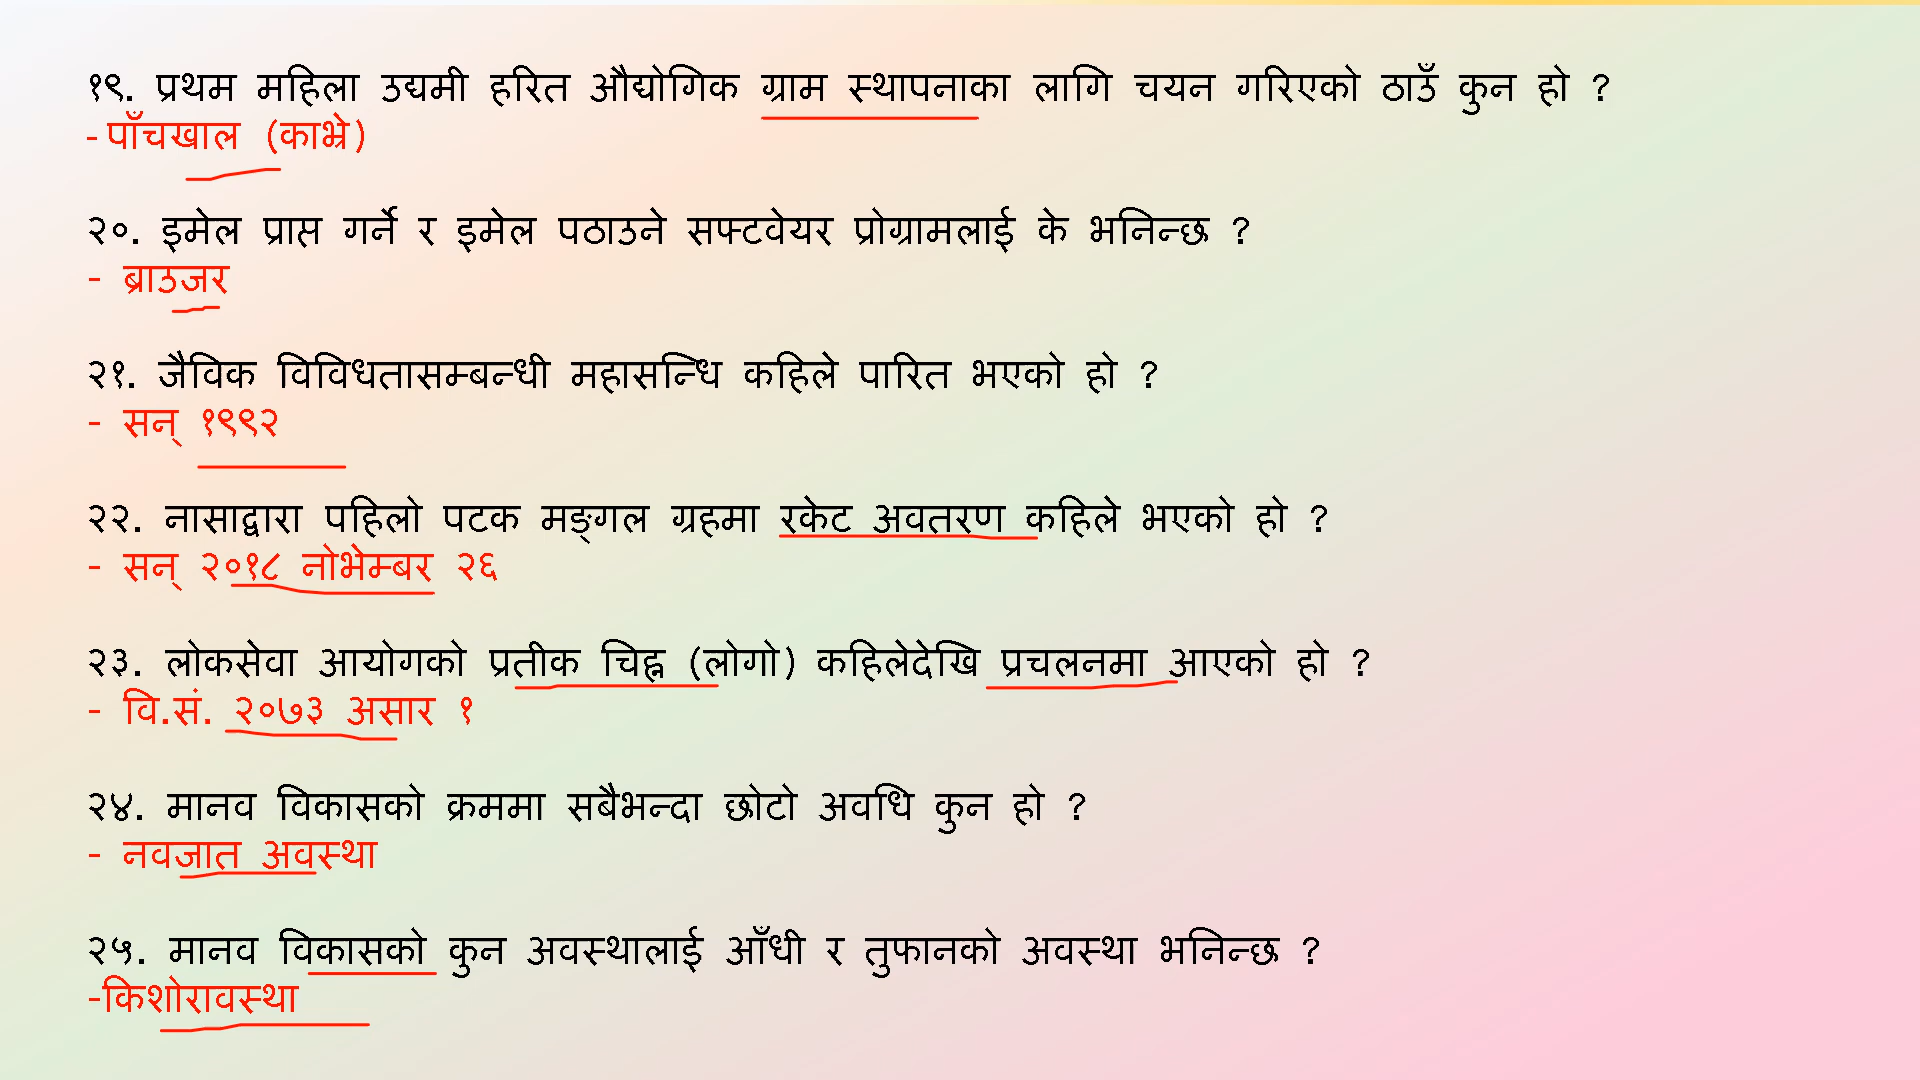 १९. प्रथम महिला उद्यमी हरित औद्योगिक ग्राम स्थापनाका लागि चयन गरिएको ठाउँ कुन हो ?
- पाँचखाल (काभ्रे)
२०. इमेल प्राप्त गर्ने र इमेल पठाउने सफ्टवेयर प्रोग्रामलाई के भनिन्छ ?
- ब्राउजर
२१. जैविक विविधतासम्बन्धी महासन्धि कहिले पारित भएको हो ?
- सन् १९९२
२२. नासाद्वारा पहिलो पटक मङ्गल ग्रहमा रकेट अवतरण कहिले भएको हो ?
- सन् २०१८ नोभेम्बर २६
२३. लोकसेवा आयोगको प्रतीक चिह्न (लोगो) कहिलेदेखि प्रचलनमा आएको हो ?
- वि.सं. २०७३ असार १
२४. मानव विकासको क्रममा सबैभन्दा छोटो अवधि कुन हो ?
- नवजात अवस्था
२५. मानव विकासको कुन अवस्थालाई आँधी र तुफानको अवस्था भनिन्छ ?
-किशोरावस्था